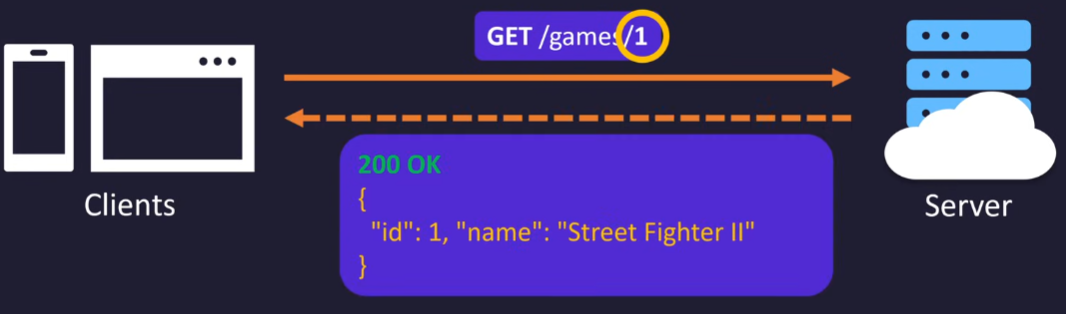 GET /games/1
Clients
200 OK
{
"id": 1, "name": "Street Fighter II"
}
Server